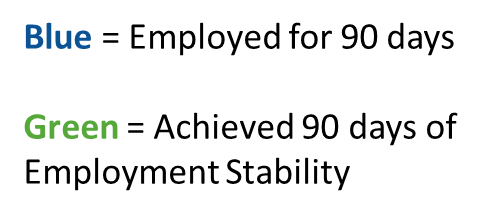 Blue = Employed for 90 days
Green = Achieved 90 days of
Employment Stability